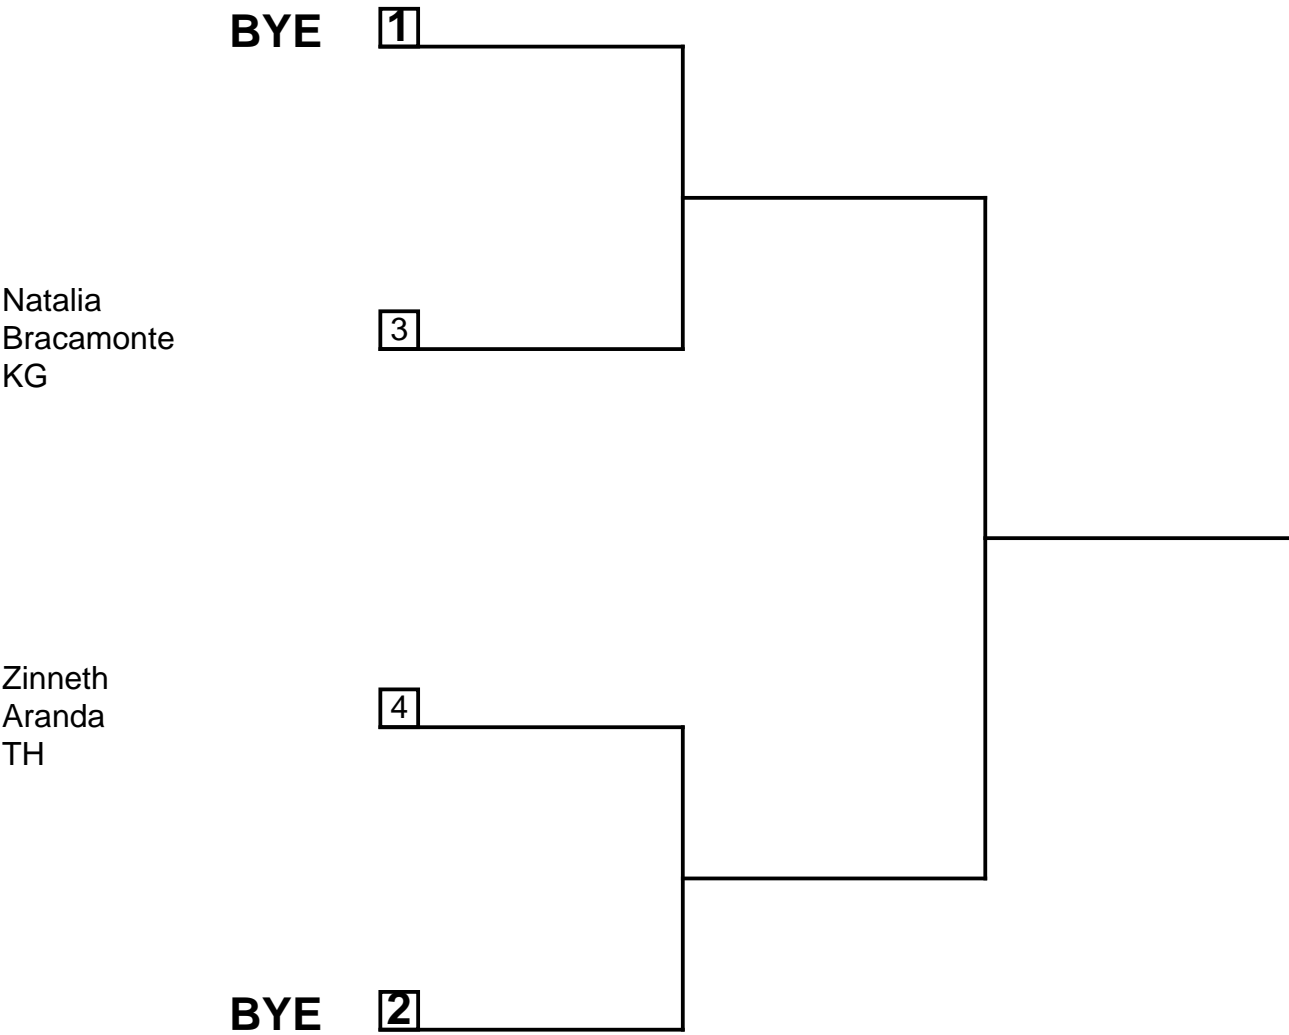 BYE 1
Natalia
Bracamonte
KG
3
Zinneth
Aranda
TH
4
BYE 2